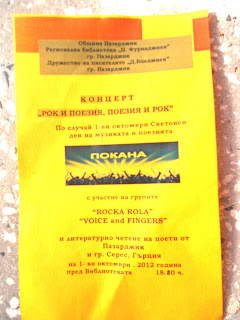 Община Пазарджик
Регионална библиотека „Н. Фурнаджиев"
гр. Пазарджик
Дружество на писателите
гр. Пазарджик
КОНЦЕРТ
„РОК И ПОЕЗИЯ, ПОЕЗИЯ И РОК"
По случай 1-ви октомври Световен
ден на музиката и поезията
ПОКАНА
с участие на групите
"ROCKA ROLA"
"VOICE and FINGERS"
и литературно четене на поети от
Пазарджик
и гр. Серес, Гърция
на 1-ви октомври , 2012 година
пред Библиотеката 18.30 ч.